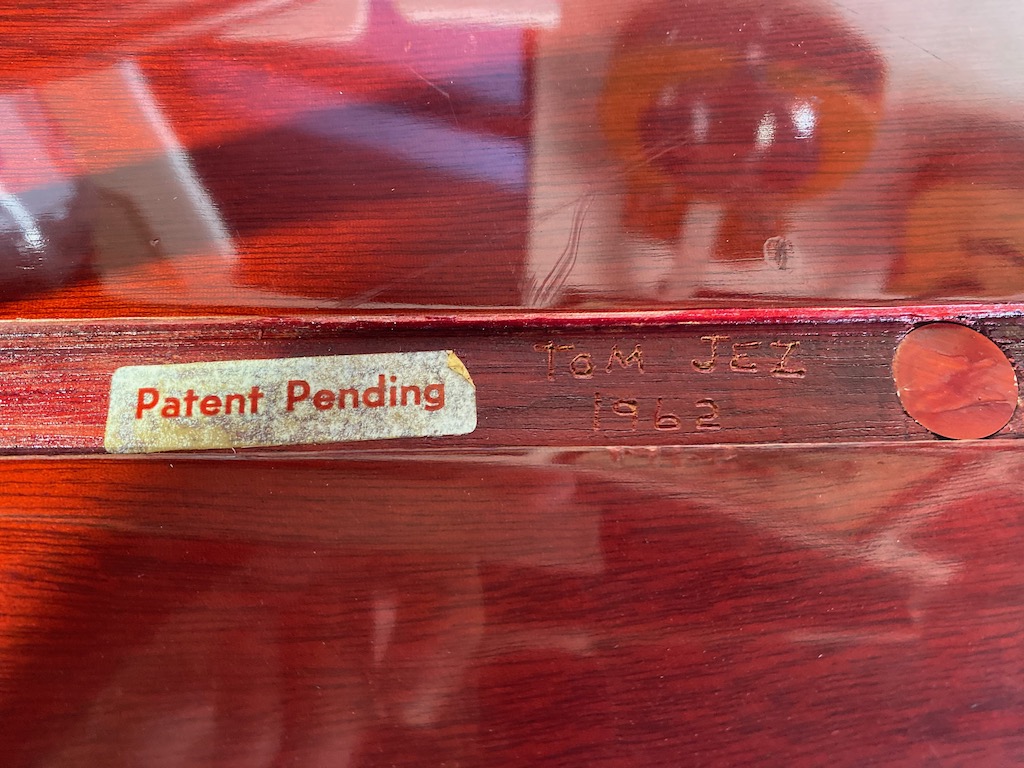 Patent Pending
TOM JEZ
1962